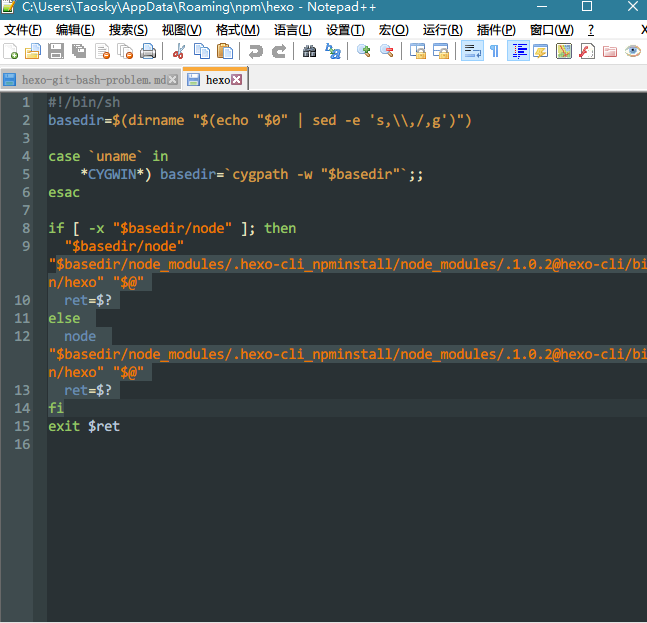 C:\Users\Taosky\AppData\Roaming\npm\hexo - Notepad++
文件(F) 编辑(E) 搜索(S) 视图(V) 格式(M) 语言(L) 设置(T) 宏(O) 运行(R) 插件(P) 窗口(W) ? X
hexo-git-bash-problem.md hexo
1 #!/bin/sh
2 basedir=$(dirname "$(echo "$0" | sed -e 's,\\,/,g')")
3
4 case `uname` in
5     *CYGWIN*) basedir=`cygpath -w "$basedir"`;;
6 esac
7
8 if [ -x "$basedir/node" ]; then
9   "$basedir/node"
"$basedir/node_modules/.hexo-cli_npminstall/node_modules/.1.0.2@hexo-cli/bi
n/hexo" "$@"
10   ret=$?
11 else
12   node
"$basedir/node_modules/.hexo-cli_npminstall/node_modules/.1.0.2@hexo-cli/bi
n/hexo" "$@"
13   ret=$?
14 fi
15 exit $ret
16